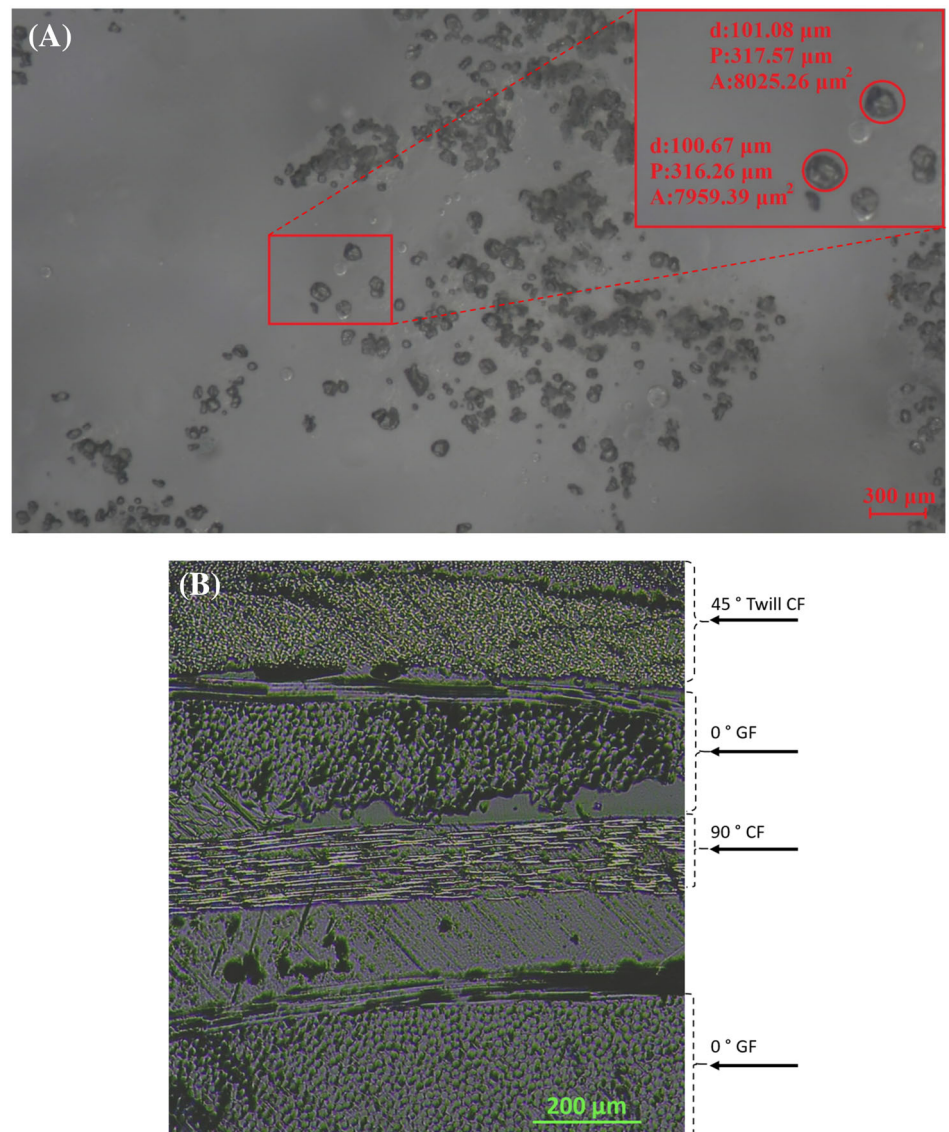 (A)
d:101.08 µm
P:317.57 µm
A:8025.26 µm²
d:100.67 µm
P:316.26 µm
A:7959.39 µm²
300 µm
(B)
45 ° Twill CF
0 ° GF
90 ° CF
0 ° GF
200 µm